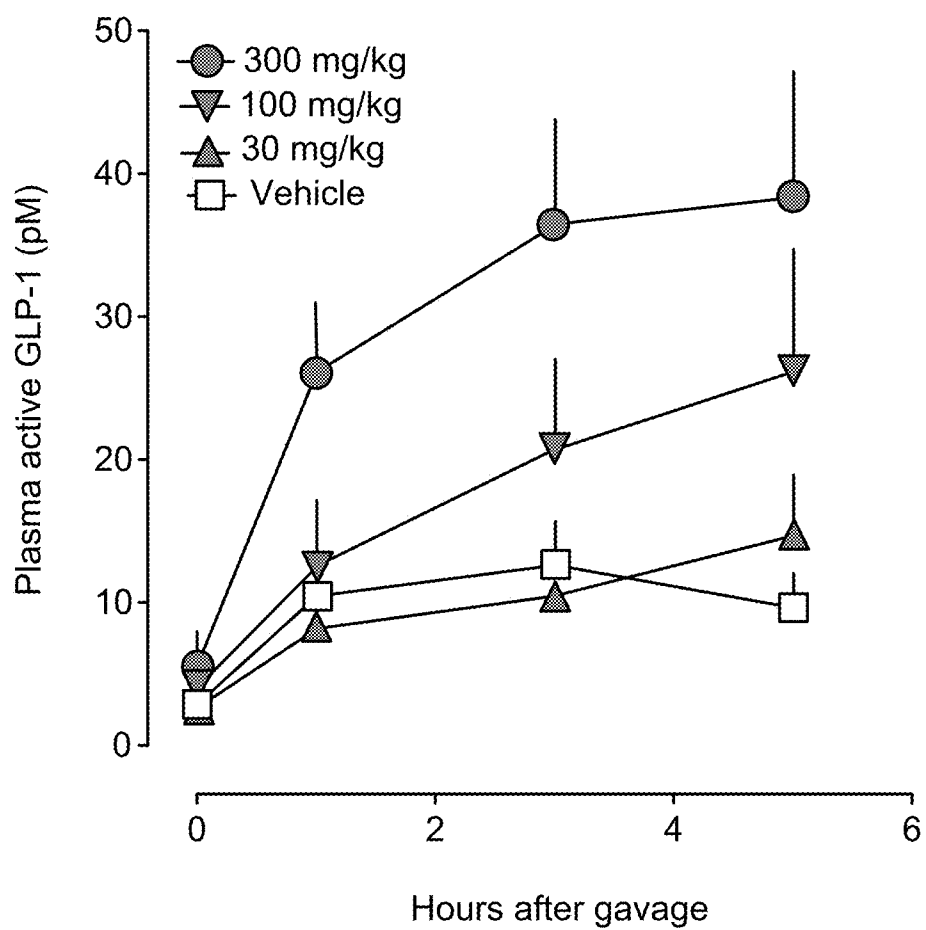 50
300 mg/kg
100 mg/kg
30 mg/kg
40
Vehicle
Plasma active GLP-1 (pM)
30
20
10
0
0 2 4 6
Hours after gavage